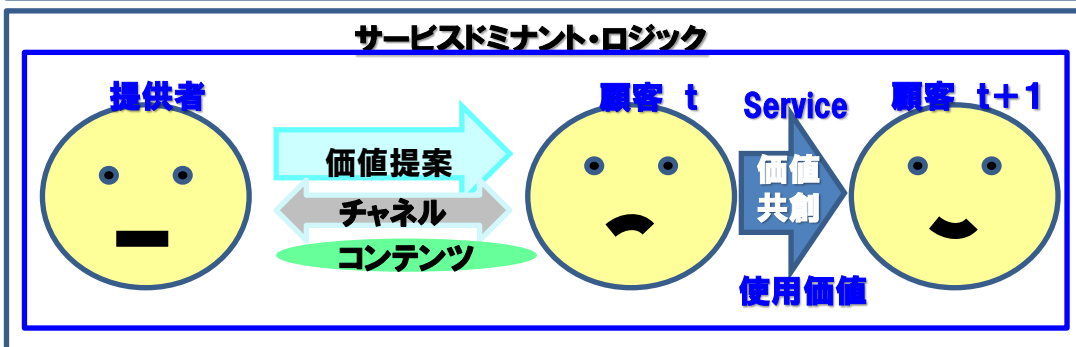 サービスドミナント・ロジック
提供者
顧客 t
Service
顧客 t+1
価値提案
チャネル
コンテンツ
価値
共創
使用価値